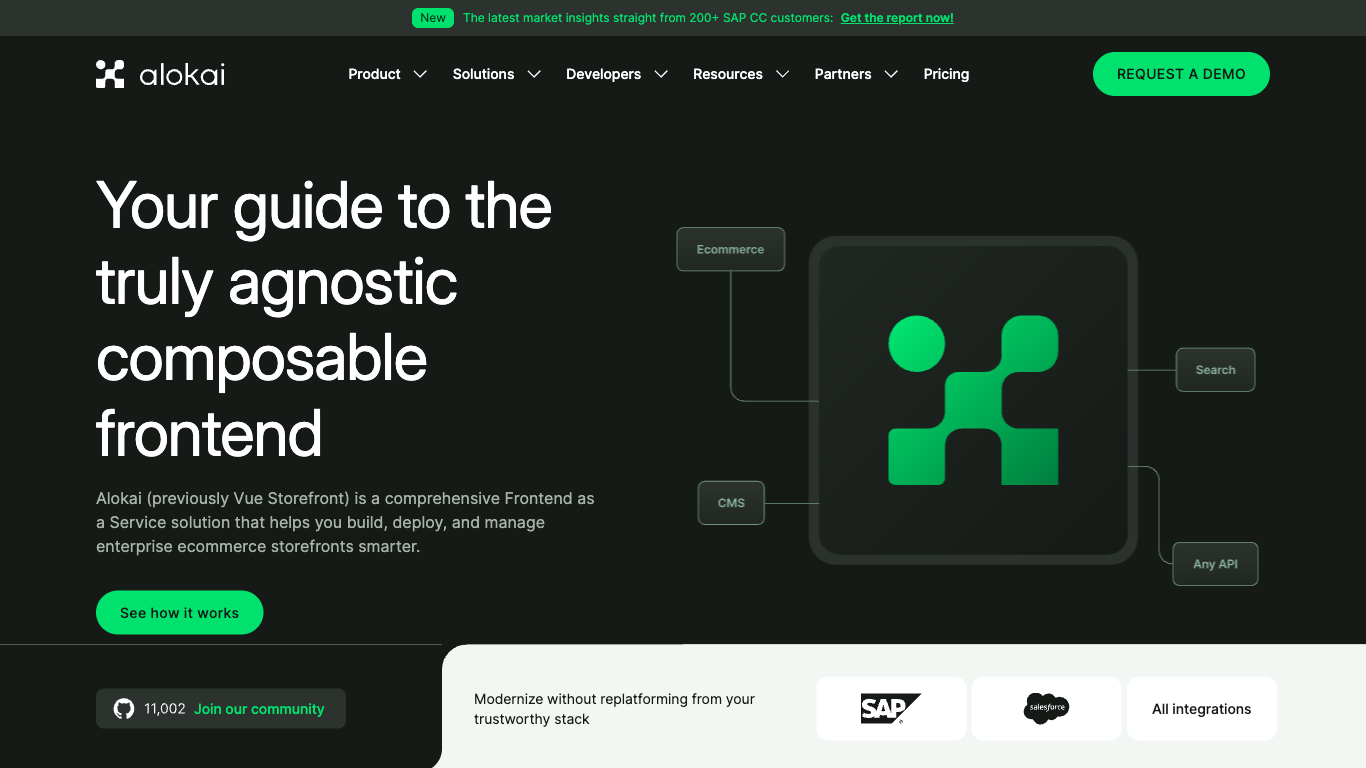 New The latest market insights straight from 200+ SAP CC customers: Get the report now!
alokai Product Solutions Developers Resources Partners Pricing REQUEST A DEMO
Your guide to the
truly agnostic
composable
frontend
Alokai (previously Vue Storefront) is a comprehensive Frontend as
a Service solution that helps you build, deploy, and manage
enterprise ecommerce storefronts smarter.
See how it works
Ecommerce
Search
CMS
Any API
11,002 Join our community
Modernize without replatforming from your
trustworthy stack
SAP
salesforce
All integrations